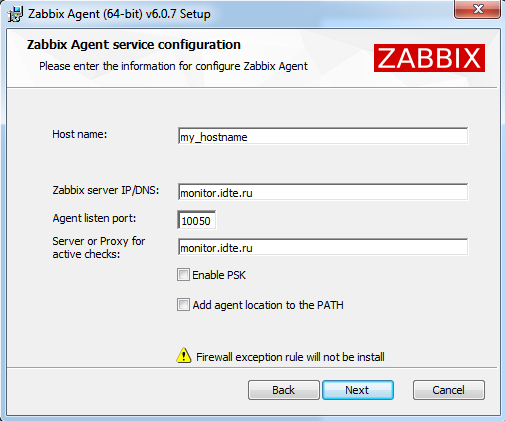 Zabbix Agent (64-bit) v6.0.7 Setup
Zabbix Agent service configuration
Please enter the information for configure Zabbix Agent
ZABBIX
Host name:
my_hostname
Zabbix server IP/DNS:
monitor.idte.ru
Agent listen port:
10050
Server or Proxy for
active checks:
monitor.idte.ru
Enable PSK
Add agent location to the PATH
Firewall exception rule will not be install
Back
Next
Cancel